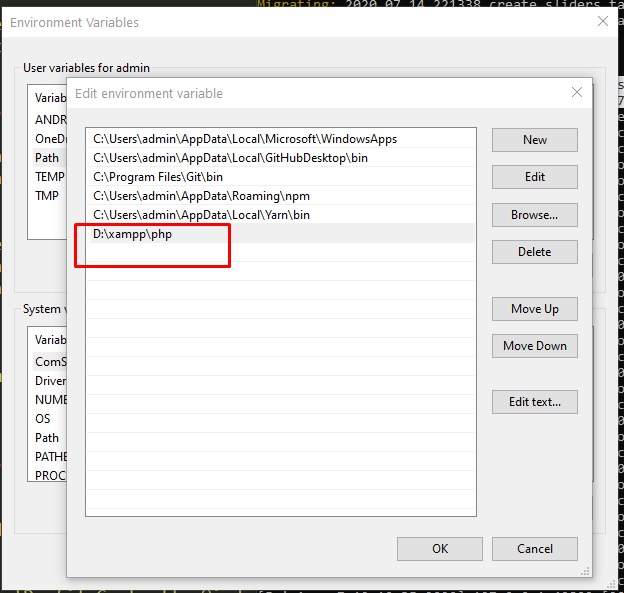 Migrating: 2020_07_14_221338_create_sliders_ta
Environment Variables
User variables for admin
Edit environment variable
Variab
ANDR
OneDr
Path
TEMP
TMP
C:\Users\admin\AppData\Local\Microsoft\WindowsApps
C:\Users\admin\AppData\Local\GitHubDesktop\bin
C:\Program Files\Git\bin
C:\Users\admin\AppData\Roaming\npm
C:\Users\admin\AppData\Local\Yarn\bin
D:\xampp\php
New
Edit
Browse...
Delete
Move Up
Move Down
Edit text...
System v
Variab
ComS
Driver
NUME
OS
Path
PATHE
PROC
OK
Cancel